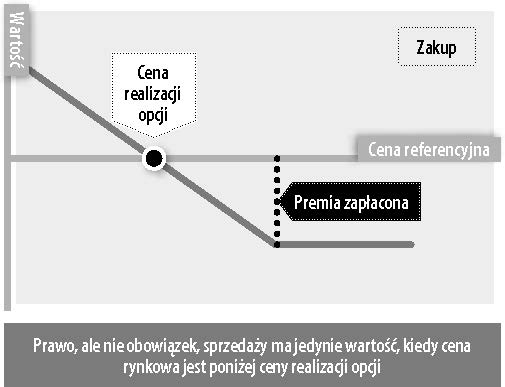 Wartość
Zakup
Cena
realizacji
opcji
Cena referencyjna
Premia zapłacona
Prawo, ale nie obowiązek, sprzedaży ma jedynie wartość, kiedy cena
rynkowa jest poniżej ceny realizacji opcji